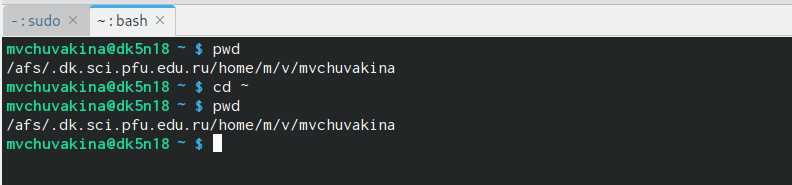 -:sudo × ~:bash ×
mvchuvakina@dk5n18 ~ $ pwd
/afs/.dk.sci.pfu.edu.ru/home/m/v/mvchuvakina
mvchuvakina@dk5n18 ~ $ cd ~
mvchuvakina@dk5n18 ~ $ pwd
/afs/.dk.sci.pfu.edu.ru/home/m/v/mvchuvakina
mvchuvakina@dk5n18 ~ $